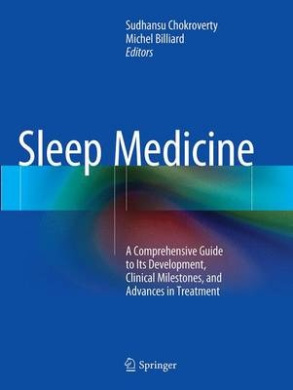 Sudhansu Chokroverty
Michel Billiard
Editors
Sleep Medicine
A Comprehensive Guide
to Its Development,
Clinical Milestones, and
Advances in Treatment
Springer